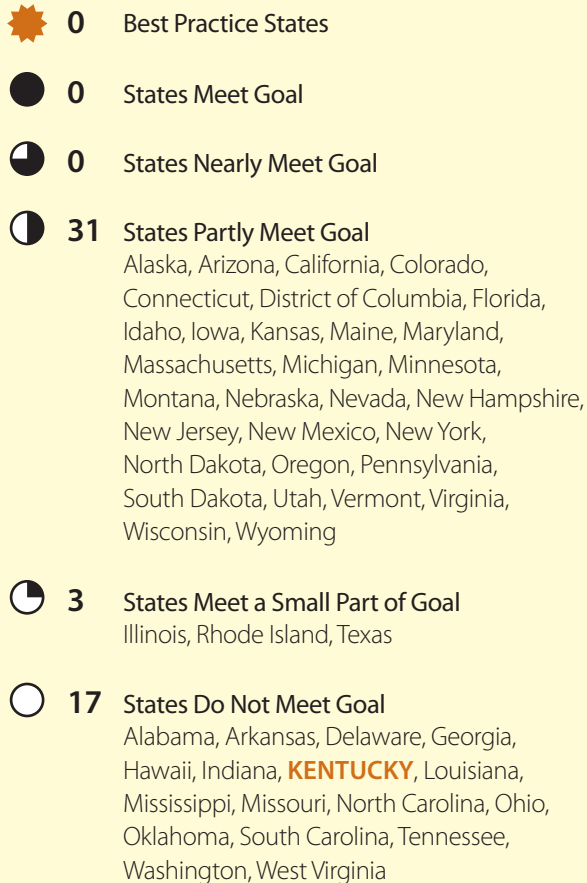 0 Best Practice States
0 States Meet Goal
0 States Nearly Meet Goal
31 States Partly Meet Goal
Alaska, Arizona, California, Colorado,
Connecticut, District of Columbia, Florida,
Idaho, Iowa, Kansas, Maine, Maryland,
Massachusetts, Michigan, Minnesota,
Montana, Nebraska, Nevada, New Hampshire,
New Jersey, New Mexico, New York,
North Dakota, Oregon, Pennsylvania,
South Dakota, Utah, Vermont, Virginia,
Wisconsin, Wyoming
3 States Meet a Small Part of Goal
Illinois, Rhode Island, Texas
17 States Do Not Meet Goal
Alabama, Arkansas, Delaware, Georgia,
Hawaii, Indiana, KENTUCKY, Louisiana,
Mississippi, Missouri, North Carolina, Ohio,
Oklahoma, South Carolina, Tennessee,
Washington, West Virginia